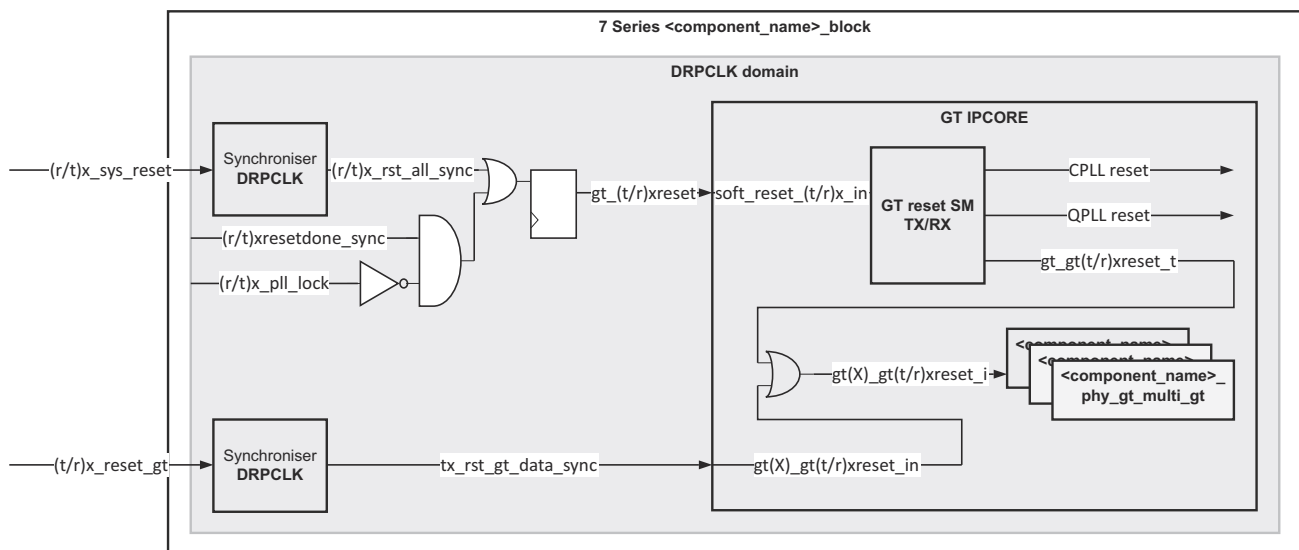 7 Series <component_name>_block
DRPCLK domain
GT IPCORE
(r/t)x_sys_reset
Synchroniser
DRPCLK
(r/t)x_rst_all_sync
gt_(t/r)xreset
soft_reset_(t/r)x_in
GT reset SM
TX/RX
CPLL reset
QPLL reset
gt_gt(t/r)xreset_t
(r/t)xresetdone_sync
(r/t)x_pll_lock
gt(X)_gt(t/r)xreset_i
<component_name>_
phy_gt_multi_gt
(t/r)x_reset_gt
Synchroniser
DRPCLK
tx_rst_gt_data_sync
gt(X)_gt(t/r)xreset_in